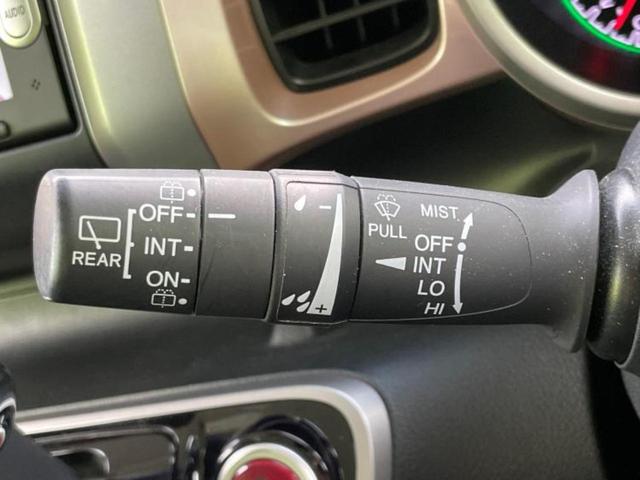 AUDIO
REAR
OFF
INT
ON
− 
+
PULL
MIST
OFF
INT
LO
HI